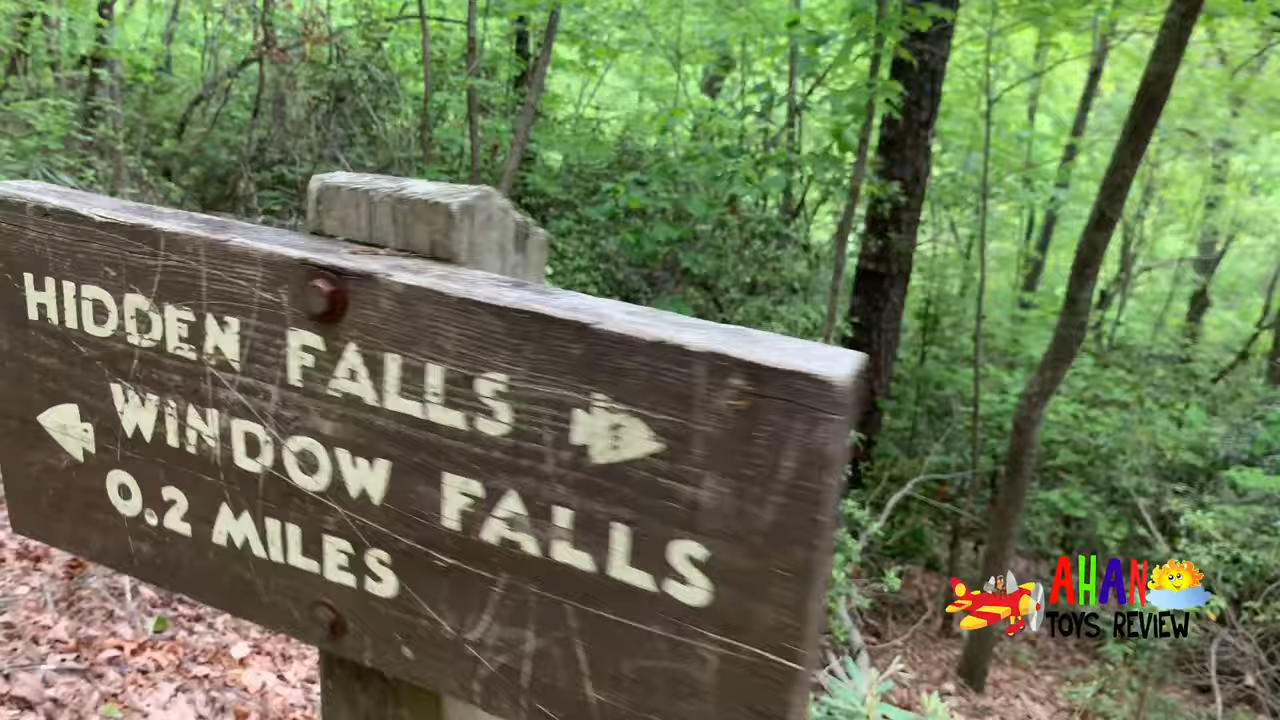 HIDDEN FALLS
WINDOW FALLS
0.2 MILES
AHAN
TOYS REVIEW